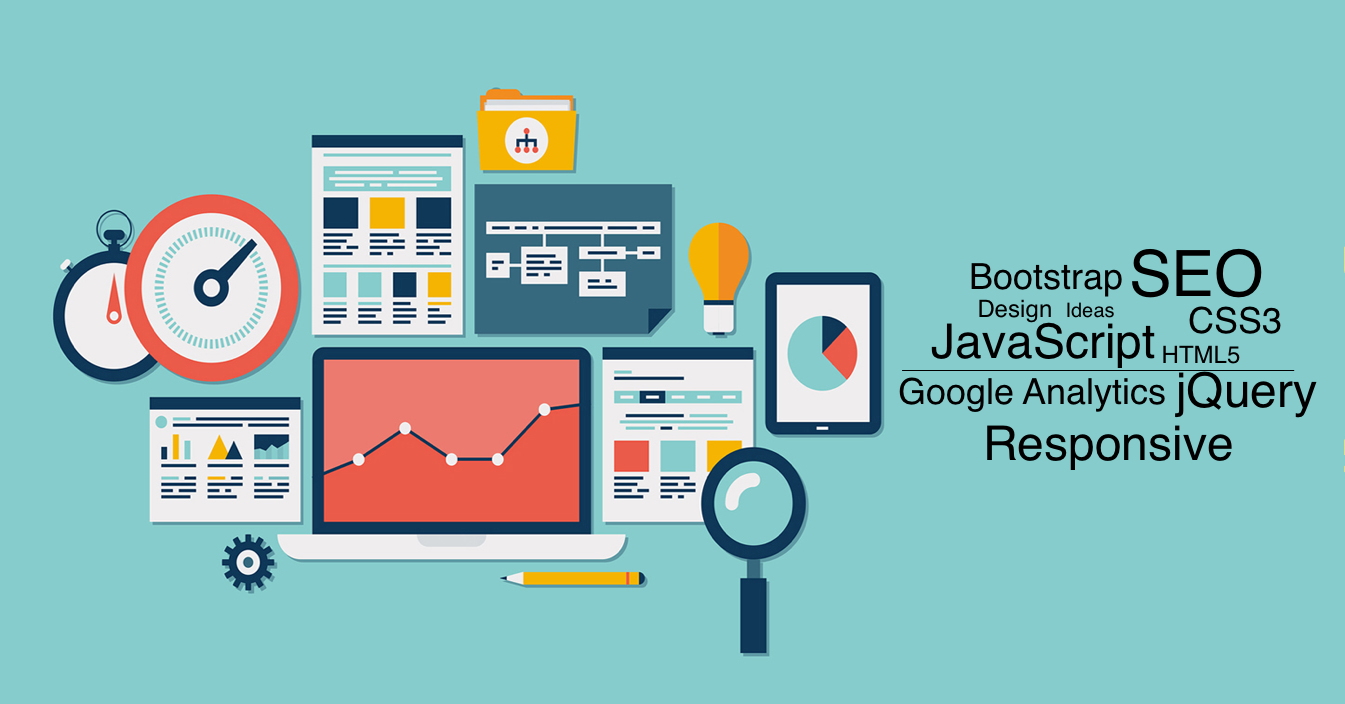 Bootstrap SEO
Design Ideas CSS3
JavaScript HTML5
Google Analytics jQuery
Responsive